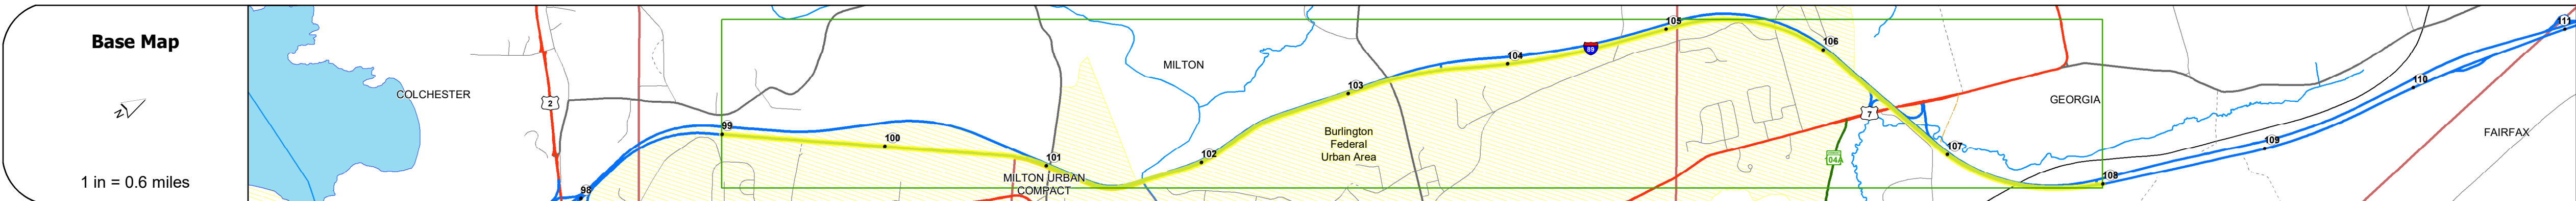 Base Map
N
1 in = 0.6 miles
COLCHESTER
2
98
99
100
101
MILTON URBAN
COMPACT
MILTON
102
103
Burlington
Federal
Urban Area
104
89
105
106
7
104A
107
GEORGIA
108
109
110
111
FAIRFAX